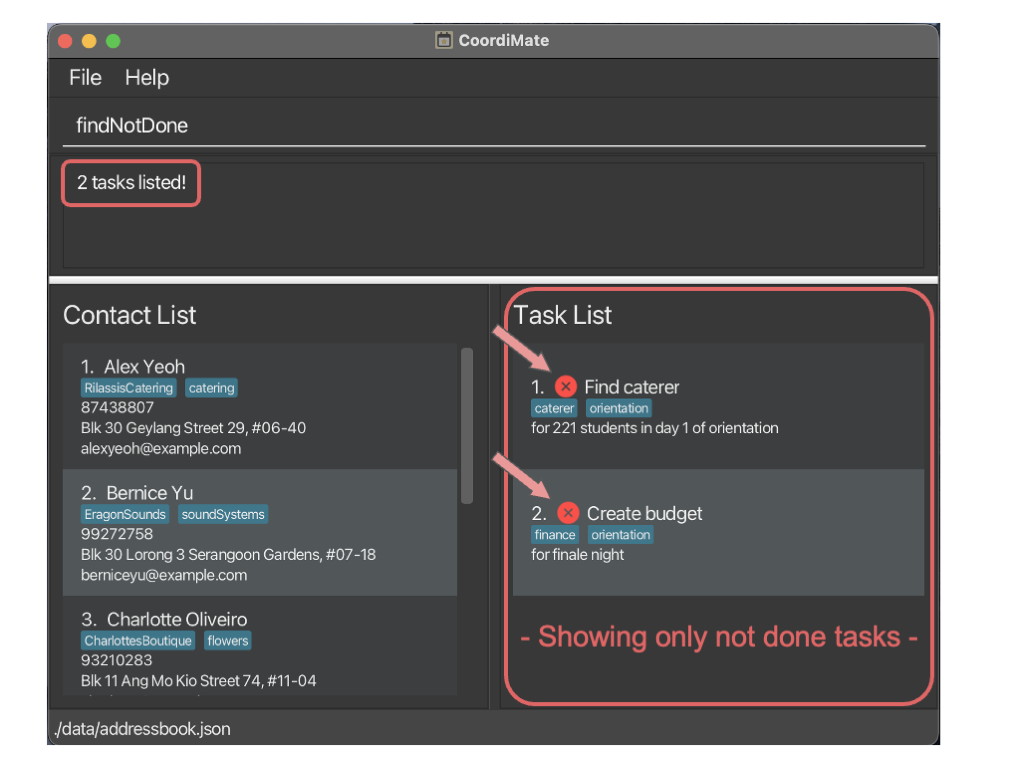 CoordiMate
File Help
findNotDone
2 tasks listed!
Contact List
1. Alex Yeoh
RilassisCatering catering
87438807
Blk 30 Geylang Street 29, #06-40
alexyeoh@example.com
2. Bernice Yu
EragonSounds soundSystems
99272758
Blk 30 Lorong 3 Serangoon Gardens, #07-18
berniceyu@example.com
3. Charlotte Oliveiro
CharlottesBoutique flowers
93210283
Blk 11 Ang Mo Kio Street 74, #11-04
Task List
1. Find caterer
caterer orientation
for 221 students in day 1 of orientation
2. Create budget
finance orientation
for finale night
- Showing only not done tasks -
./data/addressbook.json